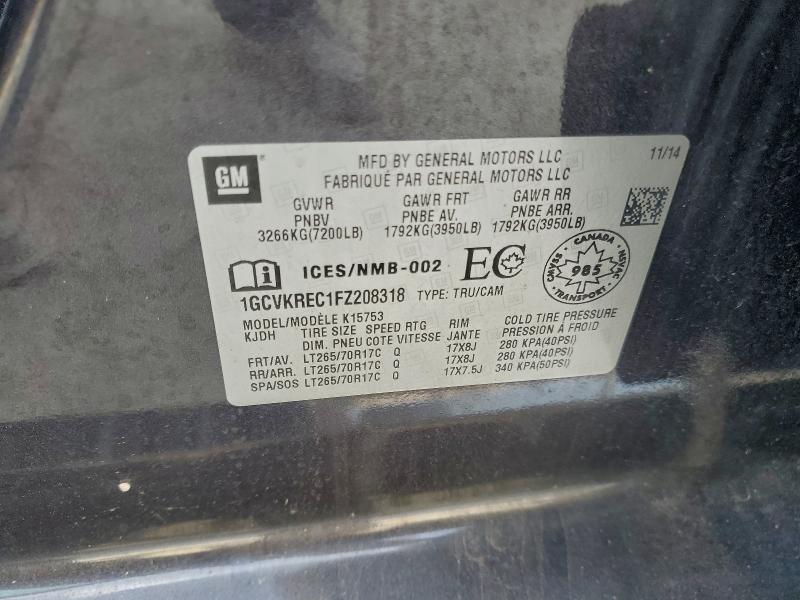 GM
MFD BY GENERAL MOTORS LLC
11/14
FABRIQUÉ PAR GENERAL MOTORS LLC
GVWR GAWR FRT GAWR RR
PNBV PNBE AV. PNBE ARR.
3266KG(7200LB) 1792KG(3950LB) 1792KG(3950LB)
ICES/NMB-002 EC
CANADA
CMVSS 985 NSVAC
TRANSPORT
1GCVKREC1FZ208318 TYPE: TRU/CAM
MODEL/MODÈLE K15753
KJDH TIRE SIZE SPEED RTG RIM COLD TIRE PRESSURE
DIM. PNEU COTE VITESSE JANTE PRESSION A FROID
FRT/AV. LT265/70R17C Q 17X8J 280 KPA(40PSI)
RR/ARR. LT265/70R17C Q 17X8J 280 KPA(40PSI)
SPA/SOS LT265/70R17C Q 17X7.5J 340 KPA(50PSI)